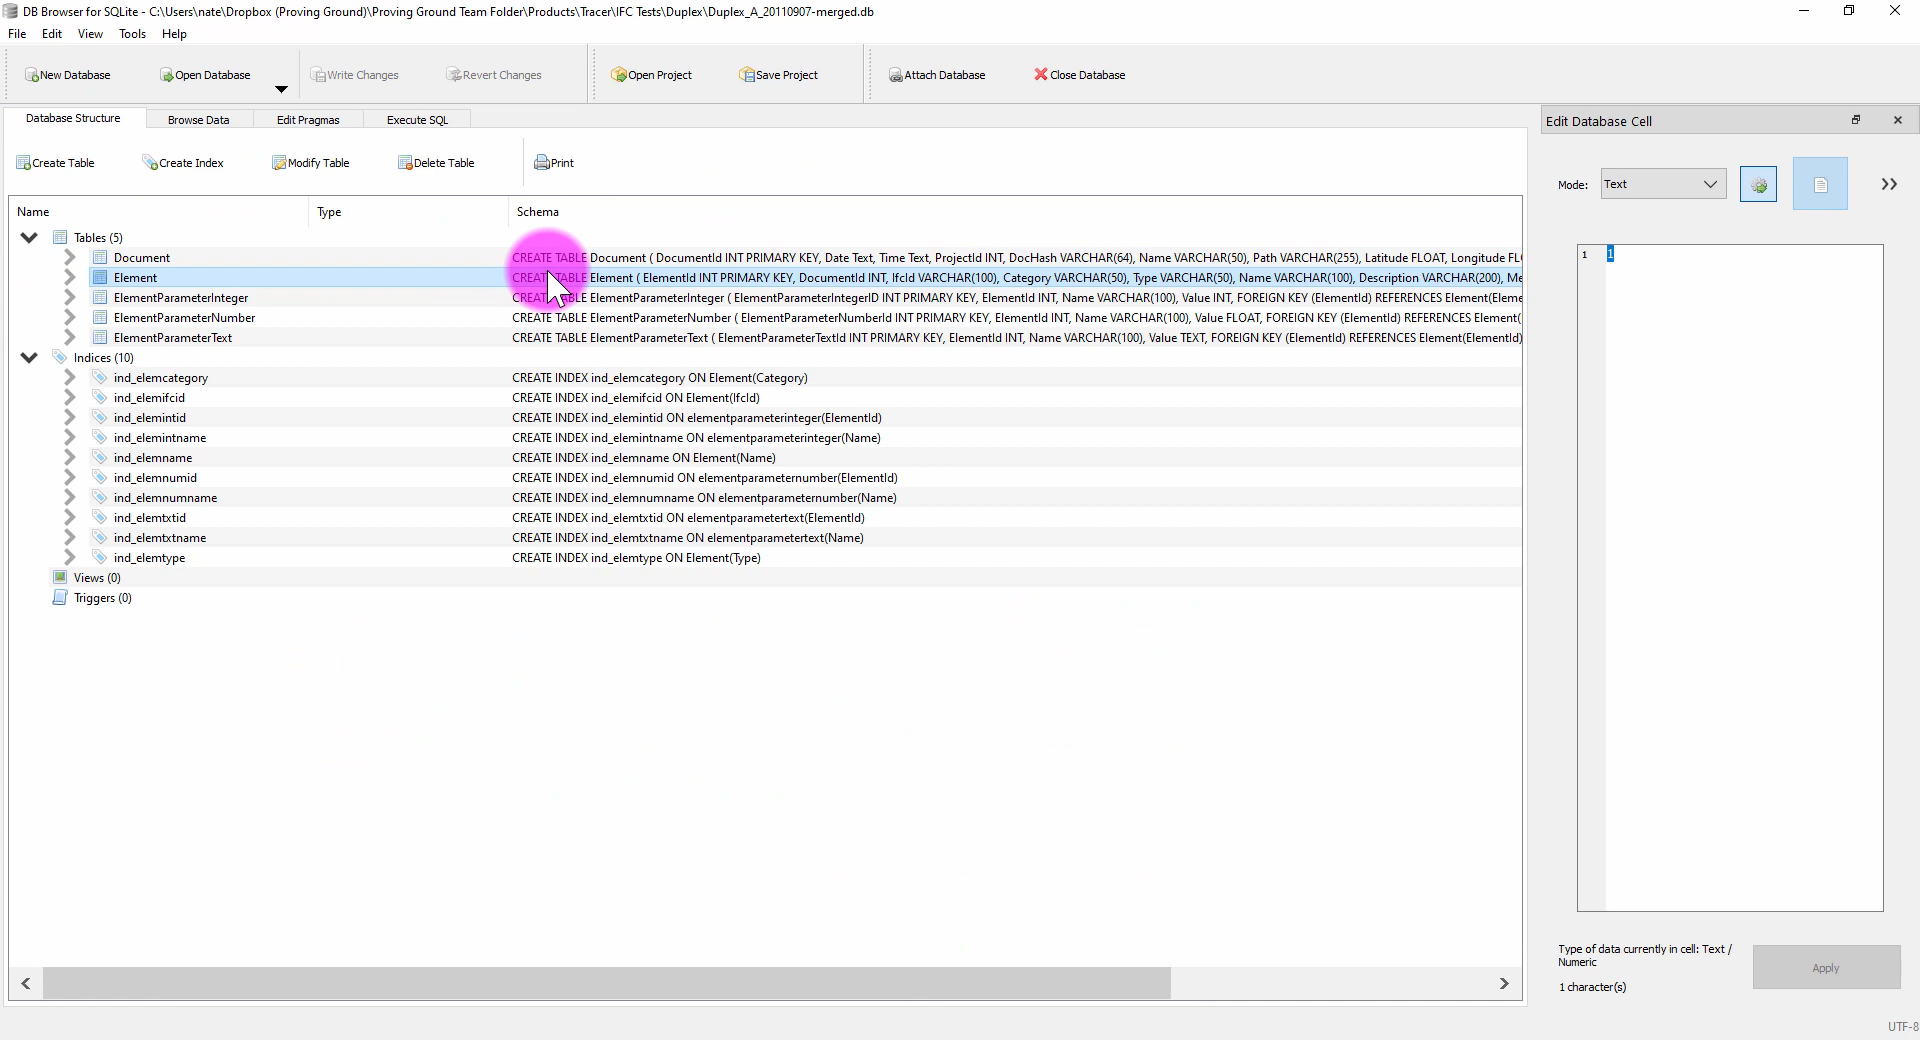 DB Browser for SQLite - C:\Users\nate\Dropbox (Proving Ground)\Proving Ground Team Folder\Products\Tracer\IFC Tests\Duplex\Duplex_A_20110907-merged.db
File Edit View Tools Help
New Database Open Database Write Changes Revert Changes Open Project Save Project Attach Database Close Database
Database Structure Browse Data Edit Pragmas Execute SQL
Create Table Create Index Modify Table Delete Table Print
Name Type Schema
Tables (5)
Document CREATE TABLE Document ( DocumentId INT PRIMARY KEY, Date Text, Time Text, ProjectId INT, DocHash VARCHAR(64), Name VARCHAR(50), Path VARCHAR(255), Latitude FLOAT, Longitude FL
Element CREATE TABLE Element ( ElementId INT PRIMARY KEY, DocumentId INT, IfcId VARCHAR(100), Category VARCHAR(50), Type VARCHAR(50), Name VARCHAR(100), Description VARCHAR(200), Me
ElementParameterInteger CREATE TABLE ElementParameterInteger ( ElementParameterIntegerID INT PRIMARY KEY, ElementId INT, Name VARCHAR(100), Value INT, FOREIGN KEY (ElementId) REFERENCES Element(Eleme
ElementParameterNumber CREATE TABLE ElementParameterNumber ( ElementParameterNumberId INT PRIMARY KEY, ElementId INT, Name VARCHAR(100), Value FLOAT, FOREIGN KEY (ElementId) REFERENCES Element(
ElementParameterText CREATE TABLE ElementParameterText ( ElementParameterTextId INT PRIMARY KEY, ElementId INT, Name VARCHAR(100), Value TEXT, FOREIGN KEY (ElementId) REFERENCES Element(ElementId)
Indices (10)
ind_elemcategory CREATE INDEX ind_elemcategory ON Element(Category)
ind_elemifcid CREATE INDEX ind_elemifcid ON Element(IfcId)
ind_elemintid CREATE INDEX ind_elemintid ON elementparameterinteger(ElementId)
ind_elemintname CREATE INDEX ind_elemintname ON elementparameterinteger(Name)
ind_elemname CREATE INDEX ind_elemname ON Element(Name)
ind_elemnumid CREATE INDEX ind_elemnumid ON elementparameternumber(ElementId)
ind_elemnumname CREATE INDEX ind_elemnumname ON elementparameternumber(Name)
ind_elemtxtid CREATE INDEX ind_elemtxtid ON elementparametertext(ElementId)
ind_elemtxtname CREATE INDEX ind_elemtxtname ON elementparametertext(Name)
ind_elemtype CREATE INDEX ind_elemtype ON Element(Type)
Views (0)
Triggers (0)
Edit Database Cell
Mode: Text
1 1
Type of data currently in cell: Text /
Numeric
1 character(s)
Apply
UTF-8